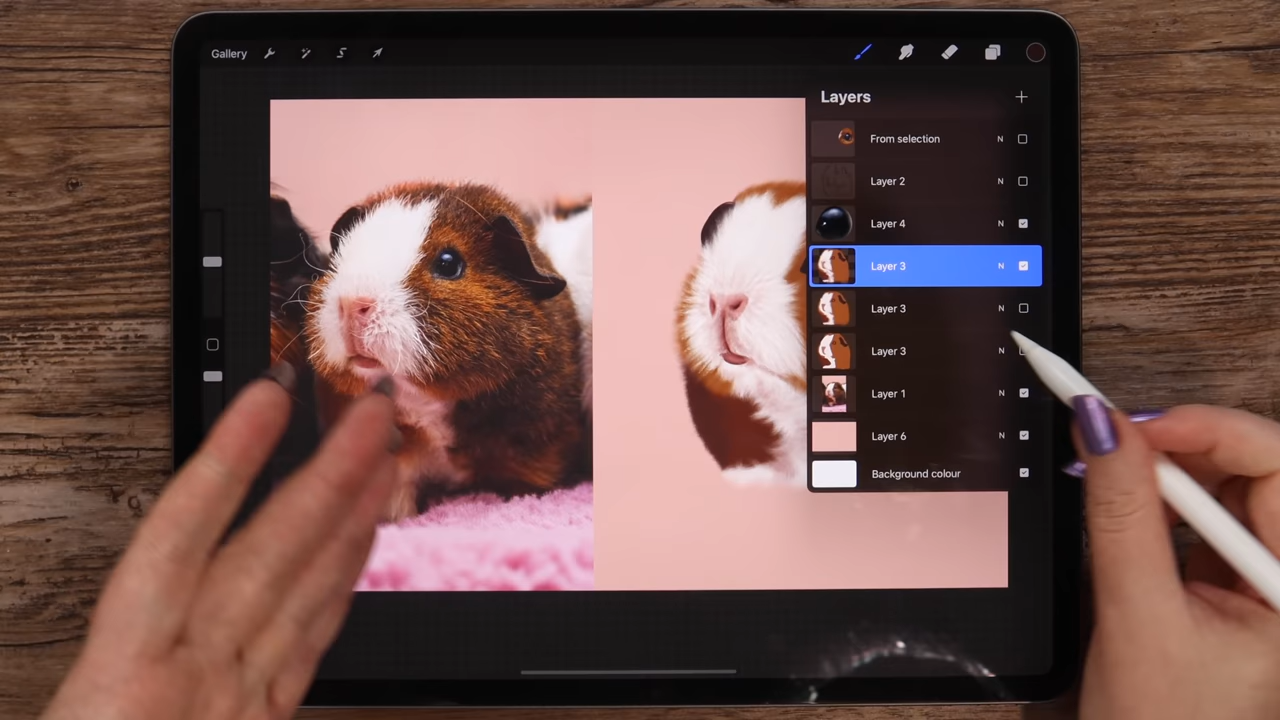 Gallery
Layers
From selection N
Layer 2 N
Layer 4 N
Layer 3 N
Layer 3 N
Layer 3 N
Layer 1 N
Layer 6 N
Background colour